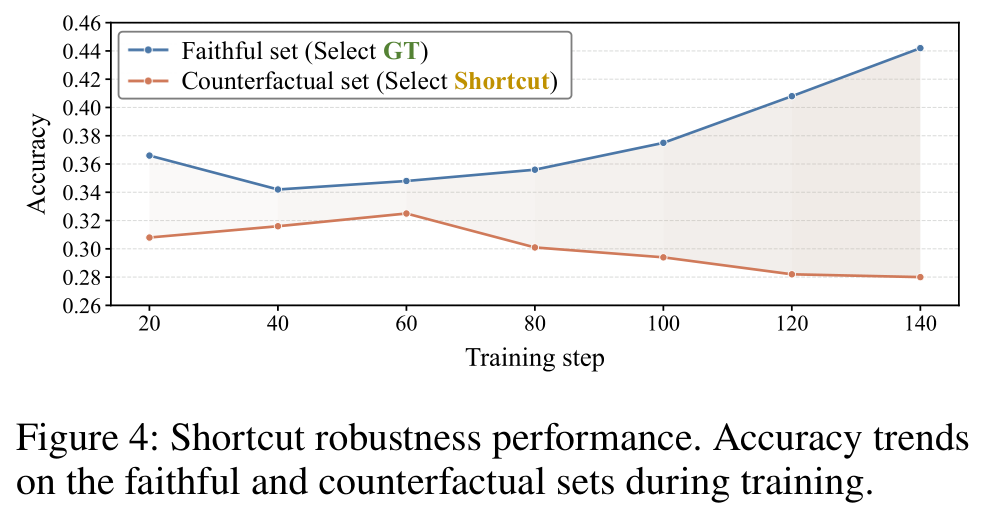 0.46
0.44
0.42
0.40
0.38
0.36
0.34
0.32
0.30
0.28
0.26
Accuracy
Faithful set (Select GT)
Counterfactual set (Select Shortcut)
20 40 60 80 100 120 140
Training step
Figure 4: Shortcut robustness performance. Accuracy trends
on the faithful and counterfactual sets during training.